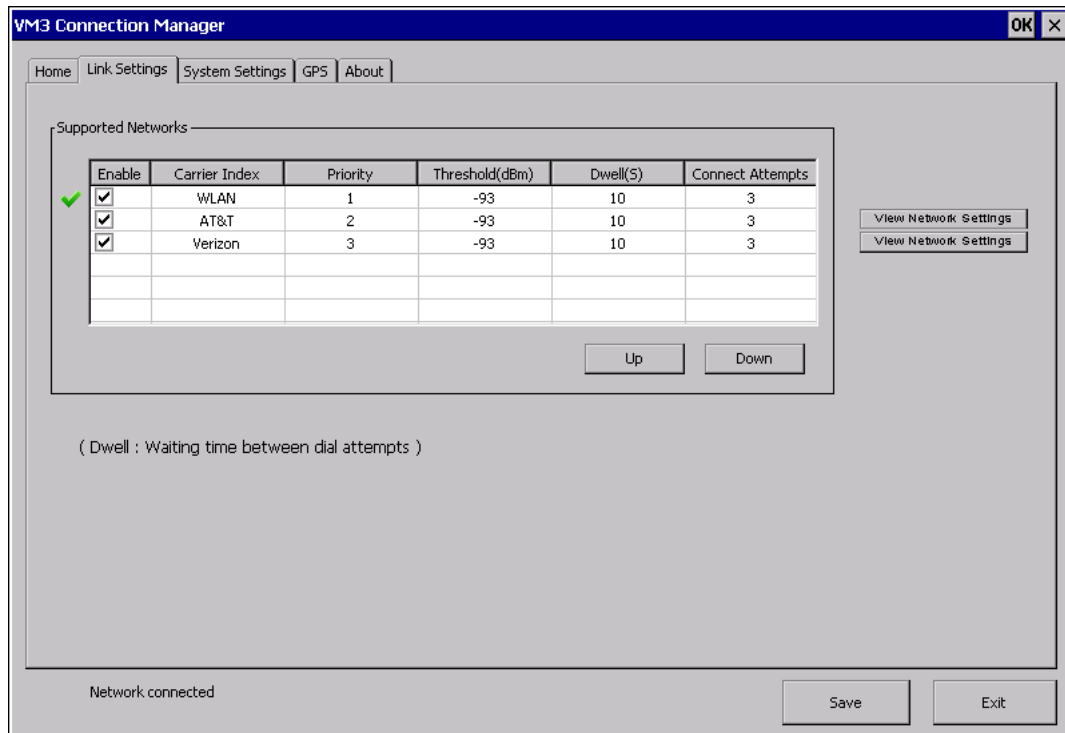 VM3 Connection Manager OK ×
Home Link Settings System Settings GPS About
Supported Networks
Enable Carrier Index Priority Threshold(dBm) Dwell(S) Connect Attempts
WLAN 1 -93 10 3
AT&T 2 -93 10 3 View Network Settings
Verizon 3 -93 10 3 View Network Settings
Up Down
( Dwell : Waiting time between dial attempts )
Network connected
Save Exit